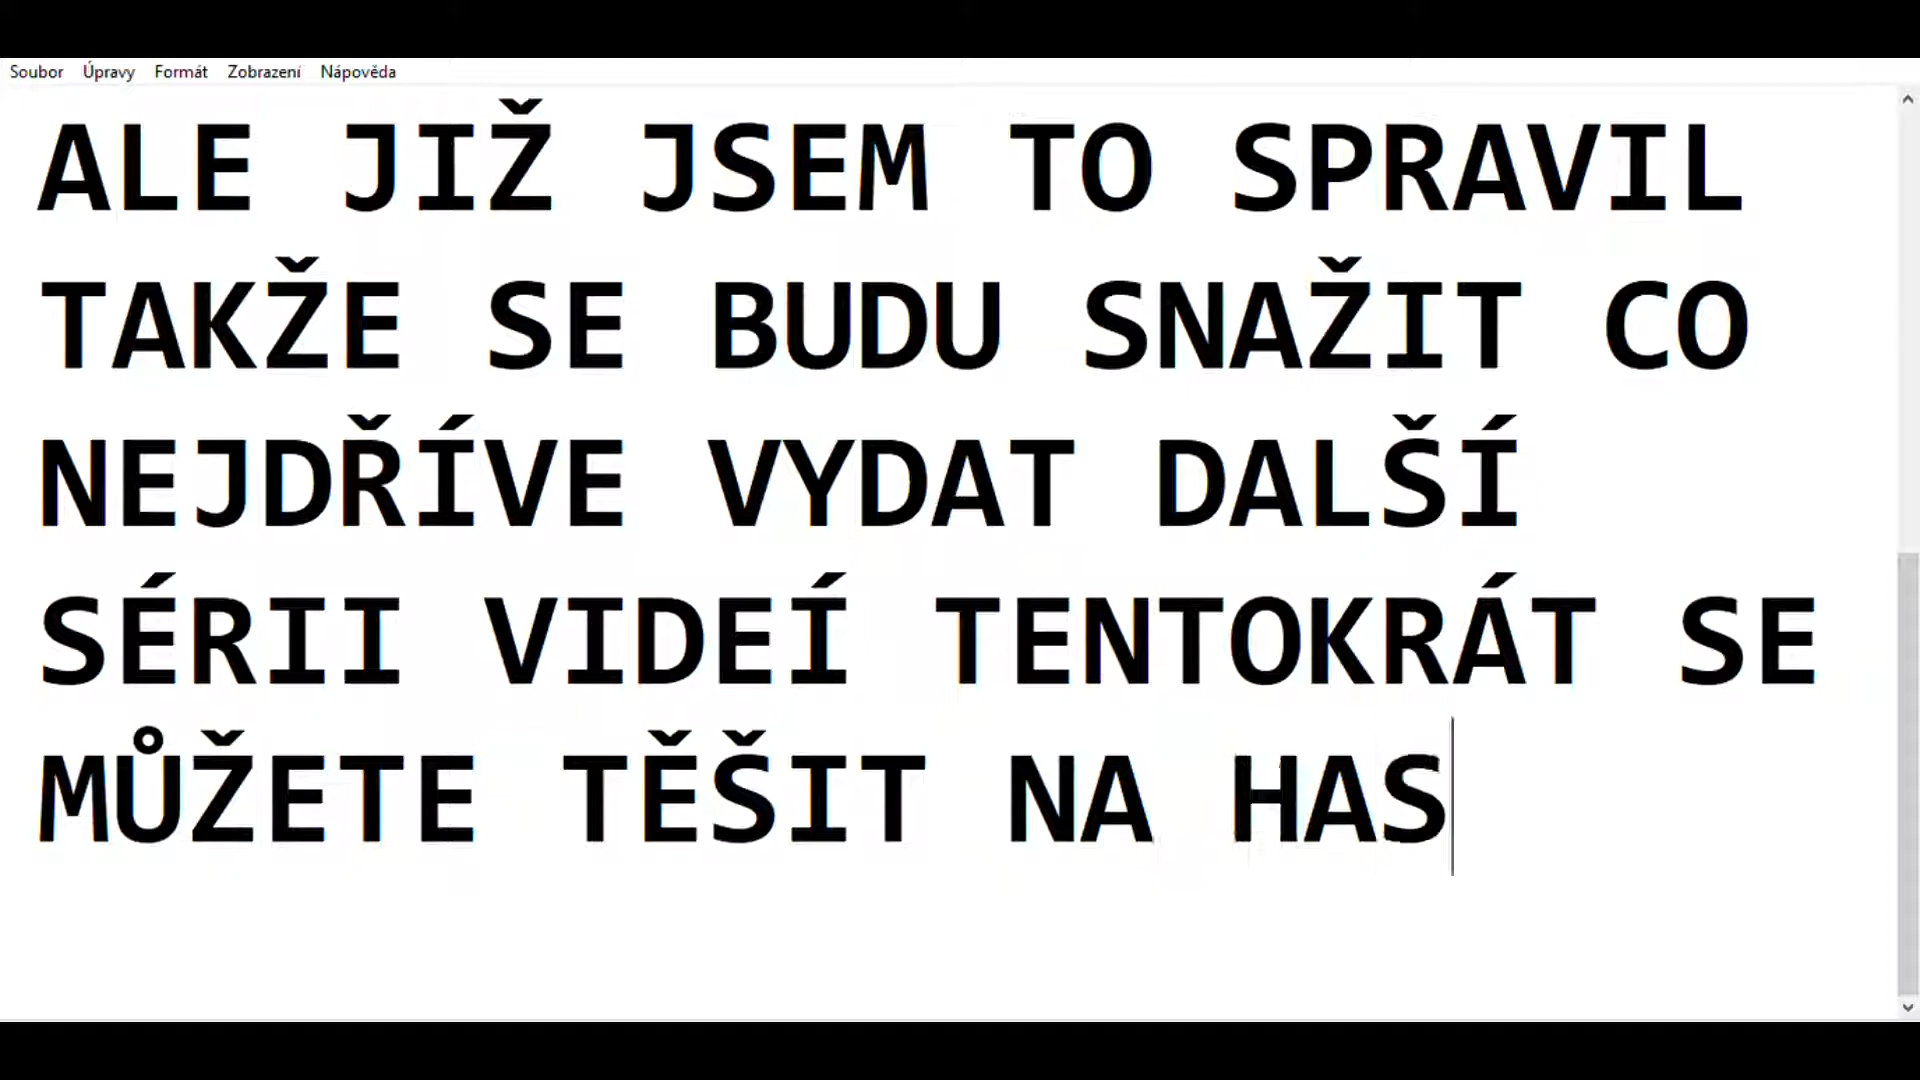 Soubor Úpravy Formát Zobrazení Nápověda
ALE JIŽ JSEM TO SPRAVIL
TAKŽE SE BUDU SNAŽIT CO
NEJDŘÍVE VYDAT DALŠÍ
SÉRII VIDEÍ TENTOKRÁT SE
MŮŽETE TĚŠIT NA HAS